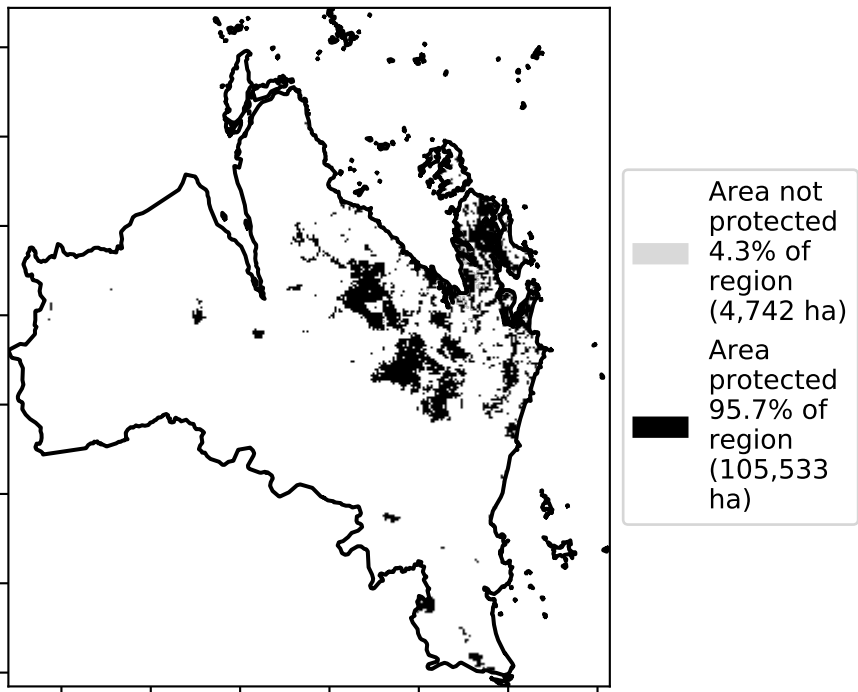 Area not
protected
4.3% of
region
(4,742 ha)
Area
protected
95.7% of
region
(105,533
ha)